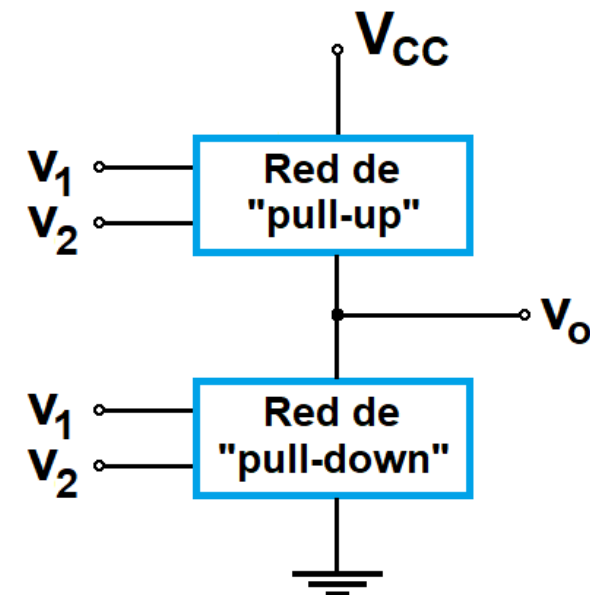 VCC
v1
v2
Red de
"pull-up"
vo
v1
v2
Red de
"pull-down"